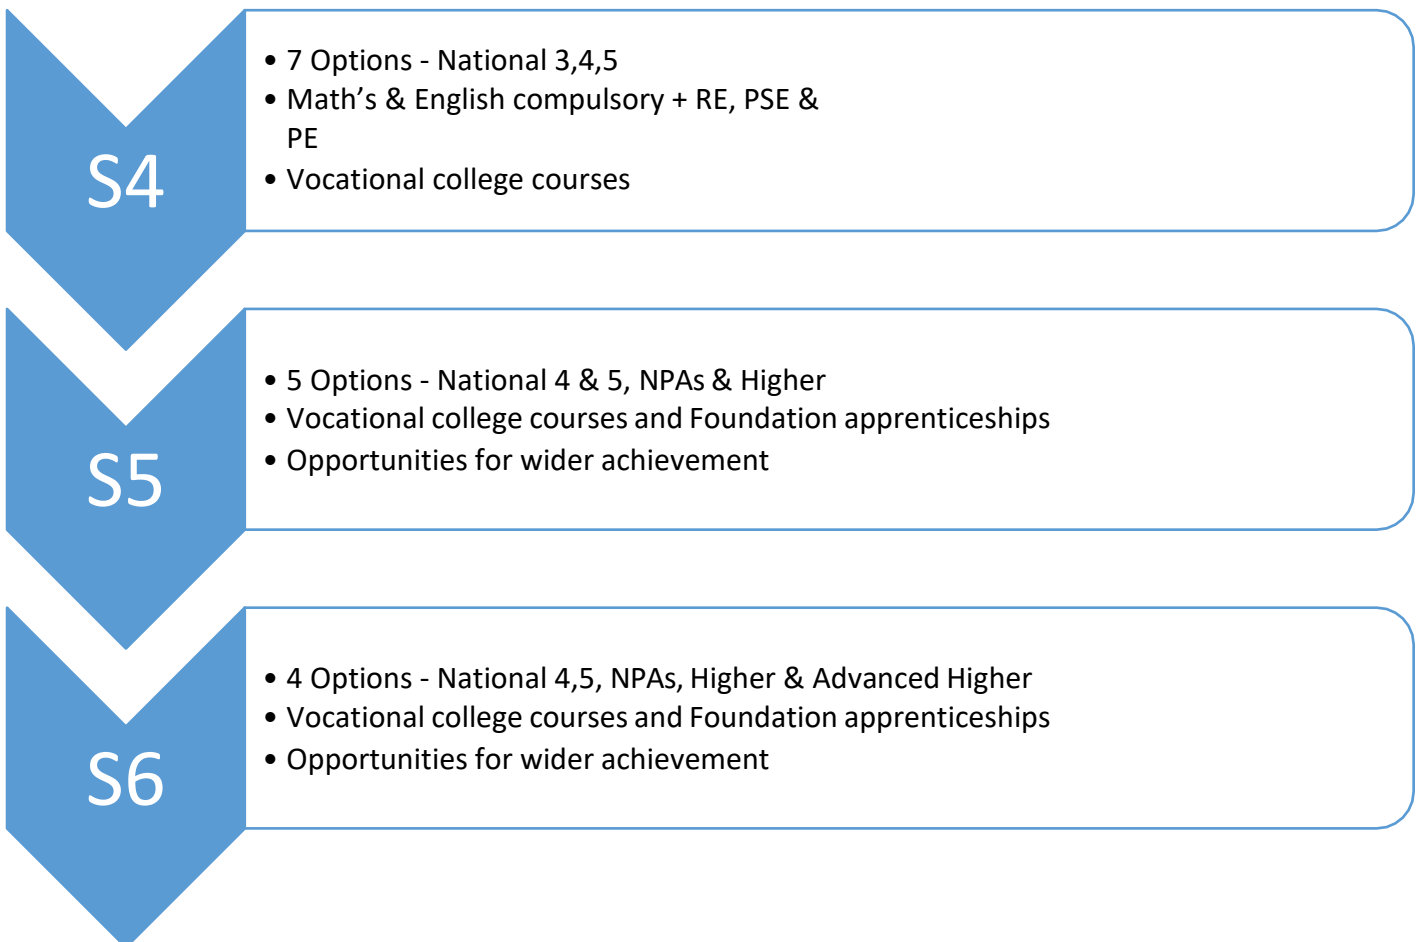 S4
• 7 Options - National 3,4,5
• Math’s & English compulsory + RE, PSE &
PE
• Vocational college courses
S5
• 5 Options - National 4 & 5, NPAs & Higher
• Vocational college courses and Foundation apprenticeships
• Opportunities for wider achievement
S6
• 4 Options - National 4,5, NPAs, Higher & Advanced Higher
• Vocational college courses and Foundation apprenticeships
• Opportunities for wider achievement